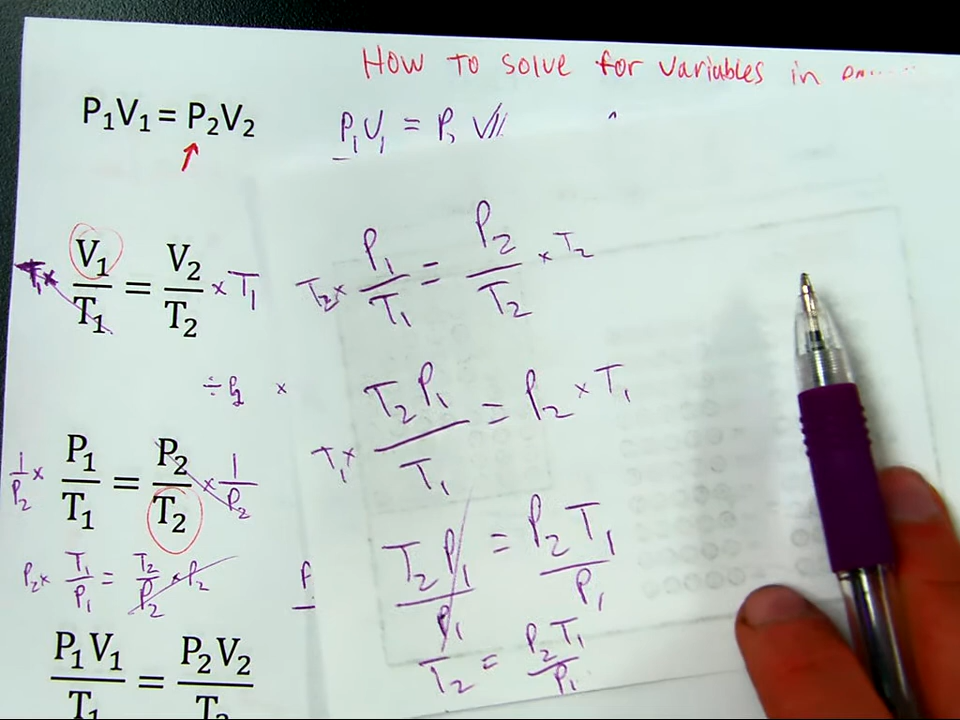 How to solve for variables in
P₁V₁ = P₂V₂
P₁V₁ = P₂ V
V₁/T₁ = V₂/T₂ × T₁
T₁×
T₂× P₁/T₁ = P₂/T₂ × T₂
÷ P₂ ×
T₁× T₂P₁/T₁ = P₂ × T₁
1/P₂ × P₁/T₁ = P₂/T₂ × 1/P₂
T₂P₁/P₁ = P₂T₁/P₁
P₂× T₁/P₁ = T₂/P₂ × P₂
P
T₂ = P₂T₁/P₁
P₁V₁/T₁ = P₂V₂/T₂